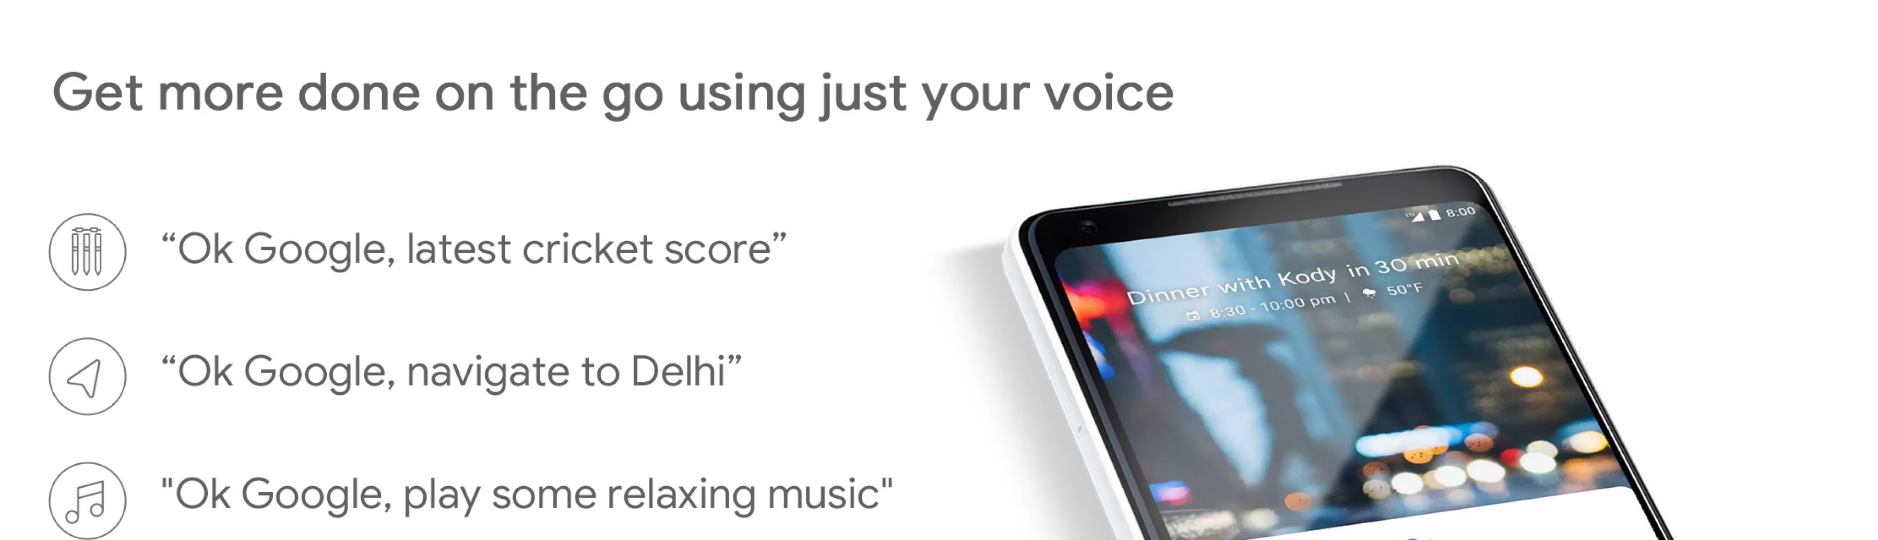 Get more done on the go using just your voice
“Ok Google, latest cricket score”
“Ok Google, navigate to Delhi”
"Ok Google, play some relaxing music"
LTE 8:00
Dinner with Kody in 30 min
8:30 - 10:00 pm | 50°F